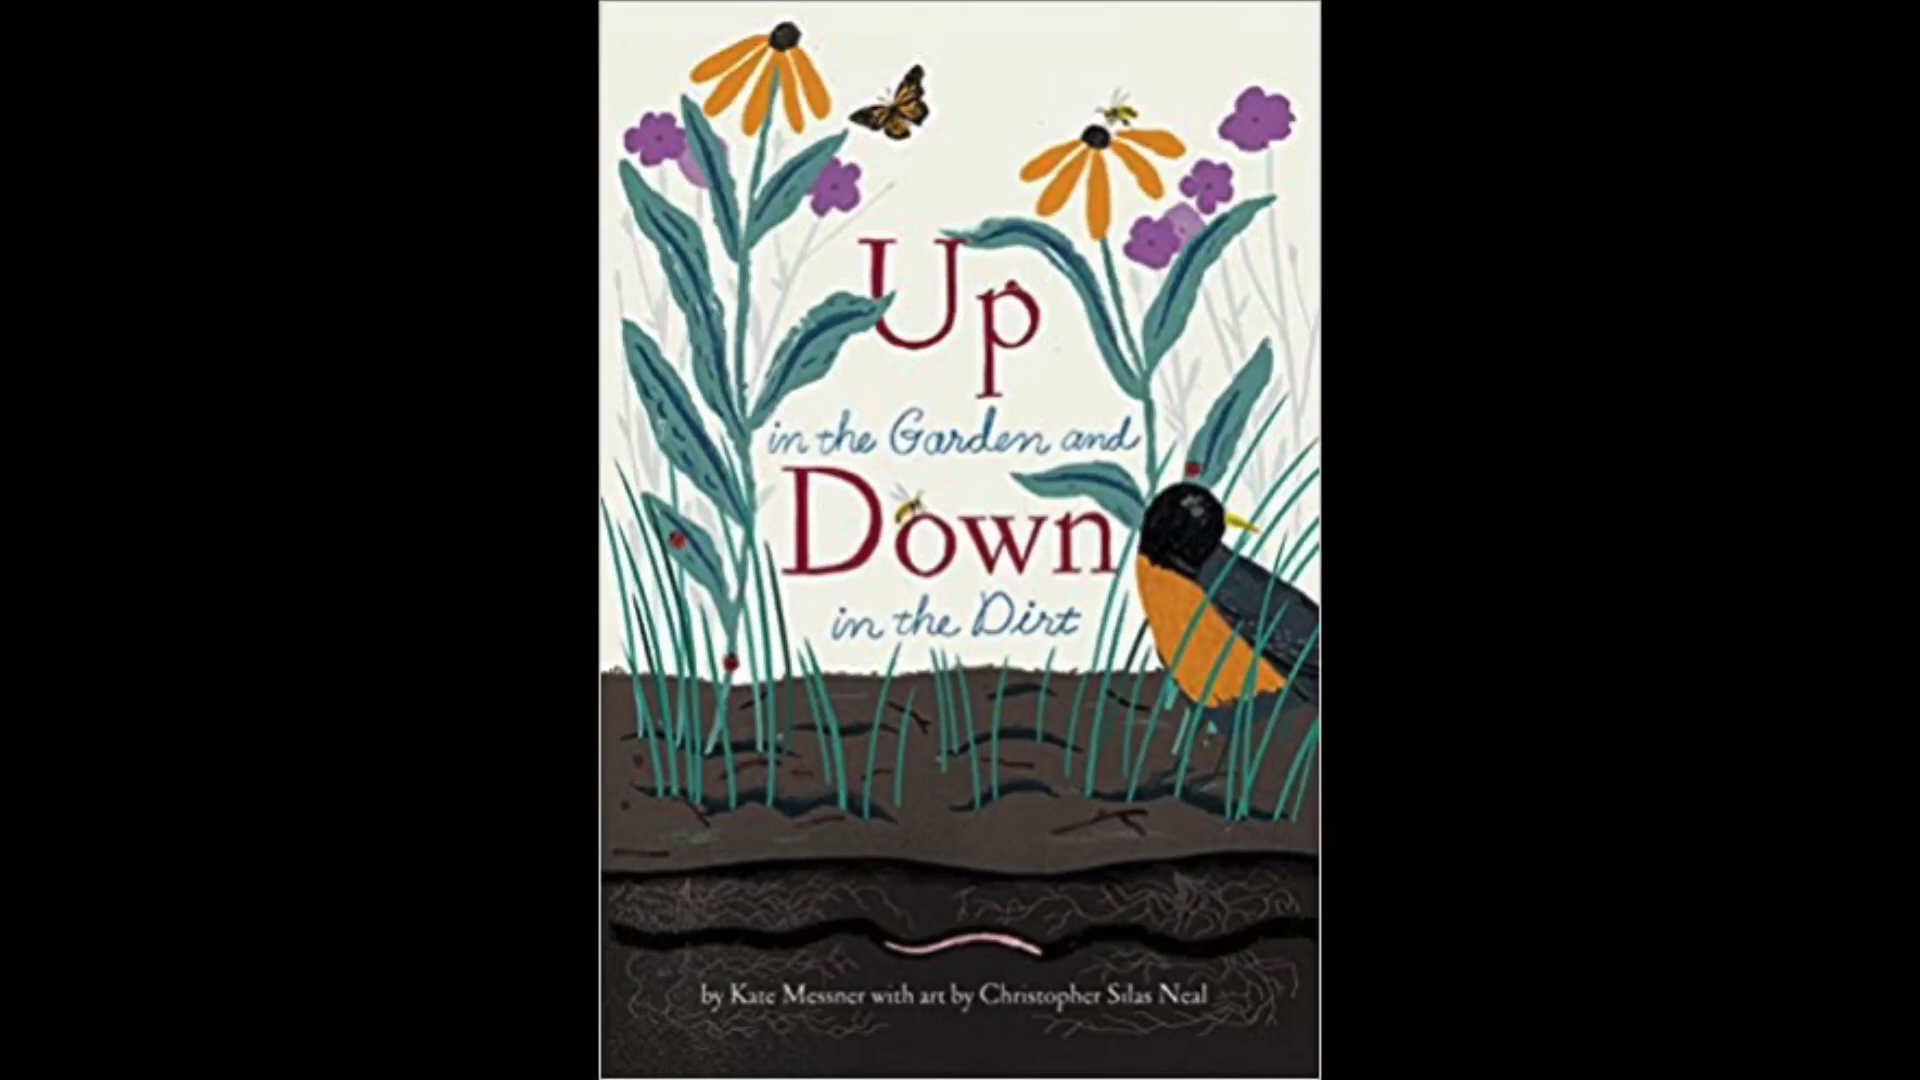 Up
in the Garden and
Down
in the Dirt
by Kate Messner with art by Christopher Silas Neal